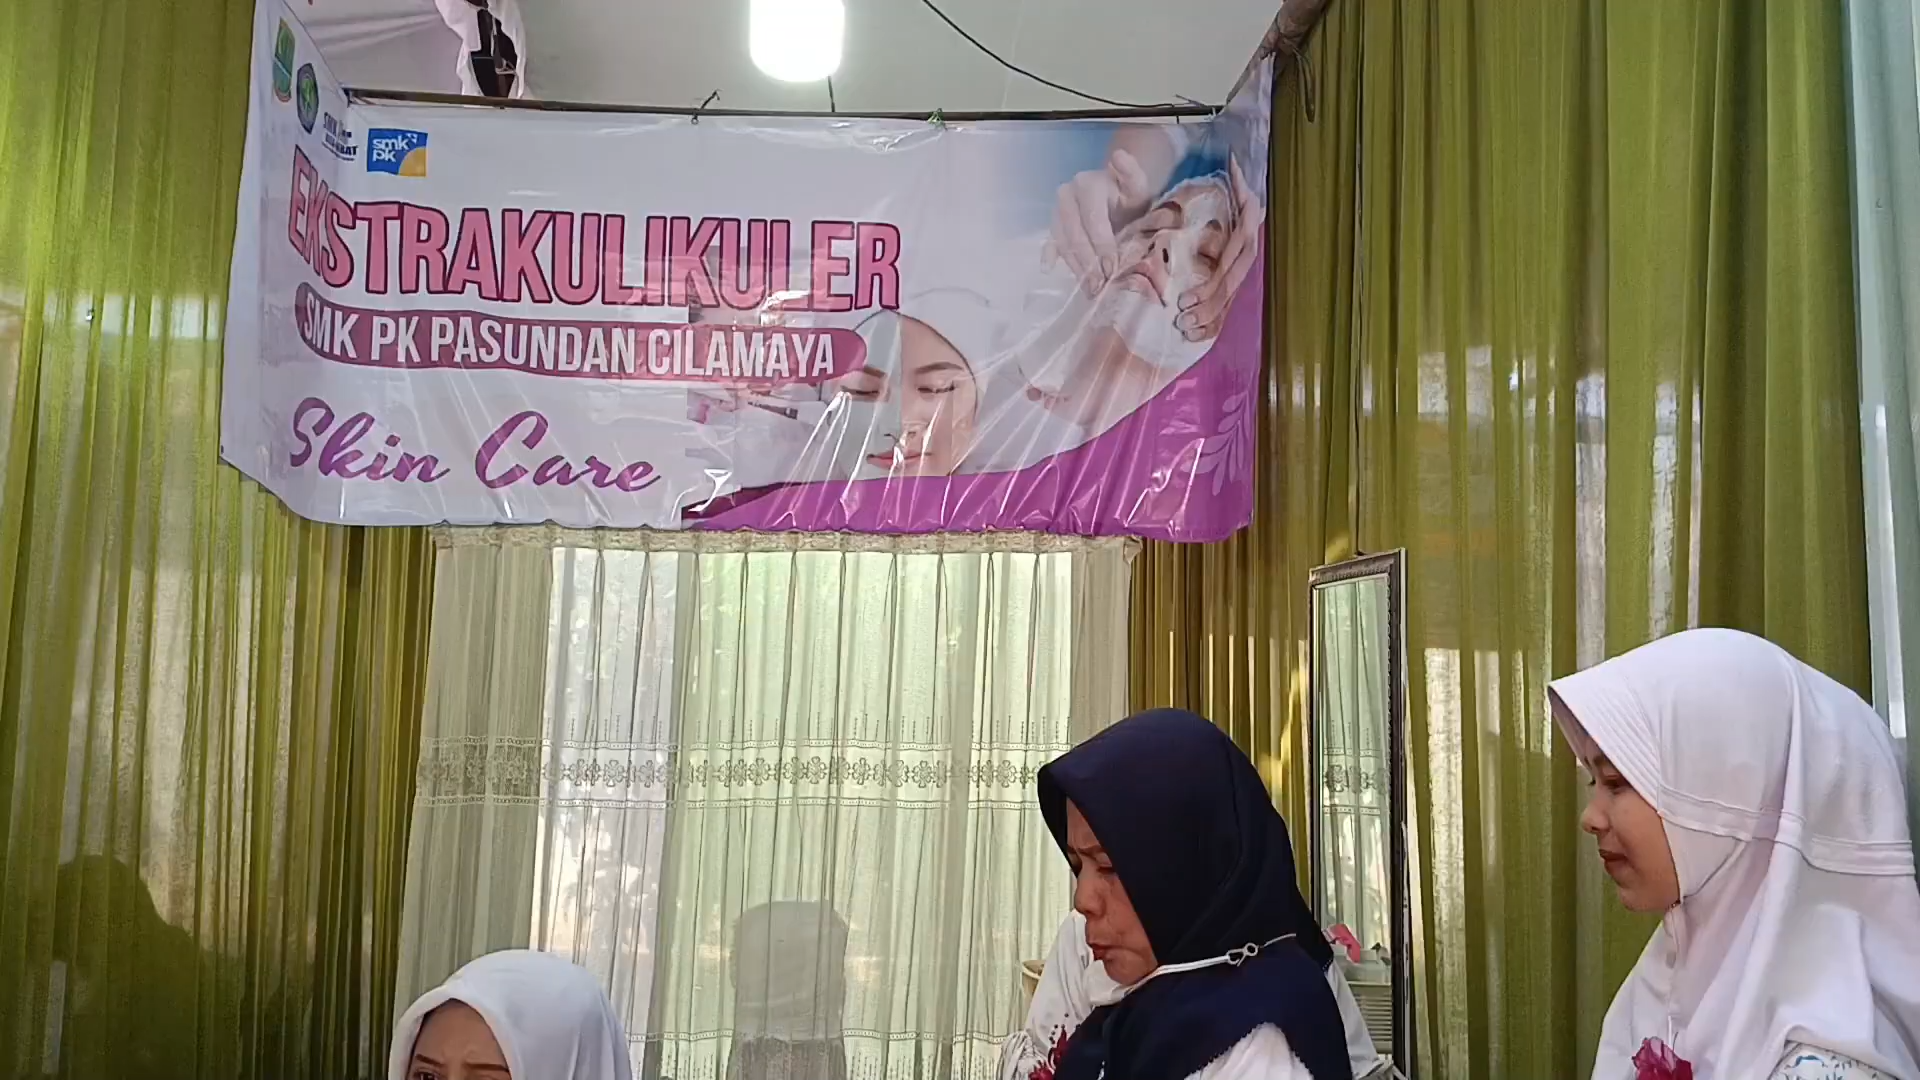 smk
pk
EKSTRAKULIKULER
SMK PK PASUNDAN CILAMAYA
Skin Care